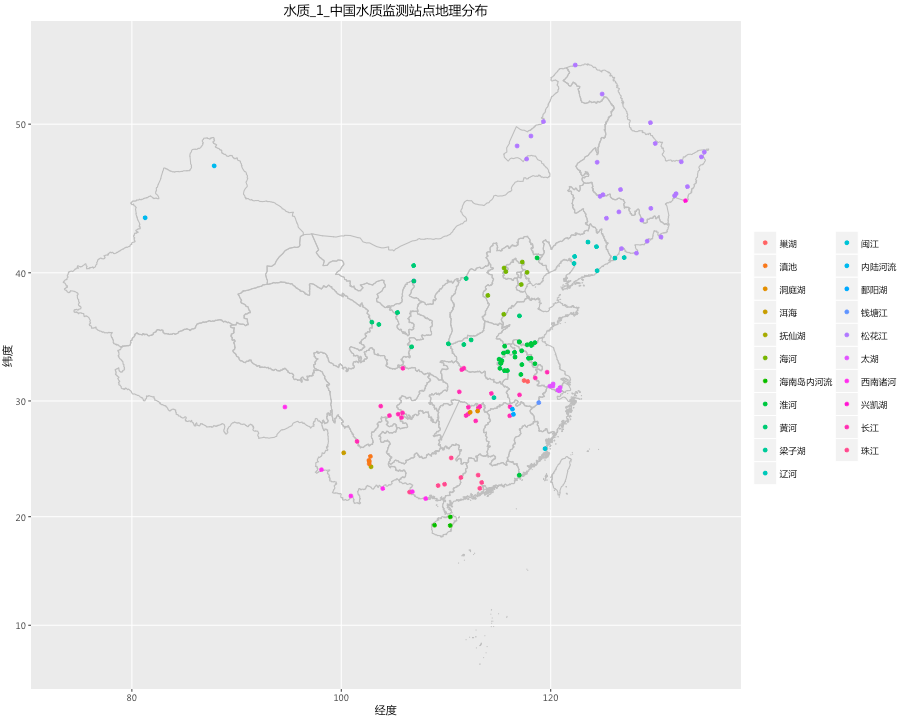 水质_1_中国水质监测站点地理分布
50
40
30
20
10
纬度
80
100
120
经度
巢湖
滇池
洞庭湖
洱海
抚仙湖
海河
海南岛内河流
淮河
黄河
梁子湖
辽河
闽江
内陆河流
鄱阳湖
钱塘江
松花江
太湖
西南诸河
兴凯湖
长江
珠江